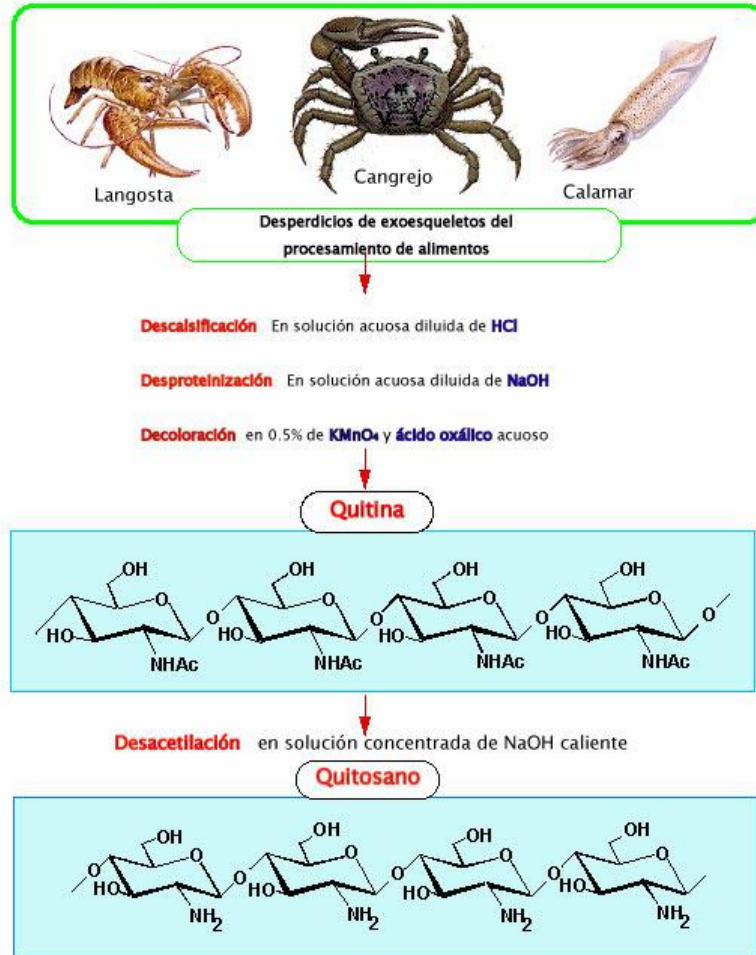 Langosta
Cangrejo
Calamar
Desperdicios de exoesqueletos del
procesamiento de alimentos
Descalsificación En solución acuosa diluida de HCl
Desproteinización En solución acuosa diluida de NaOH
Decoloración en 0.5% de KMnO₄ y ácido oxálico acuoso
Quitina
OH OH OH OH
O O O O O
O O O
HO HO HO HO
NHAc NHAc NHAc NHAc
Desacetilación en solución concentrada de NaOH caliente
Quitosano
OH OH OH OH
O O O O
O O O O
HO HO HO HO
NH₂ NH₂ NH₂ NH₂